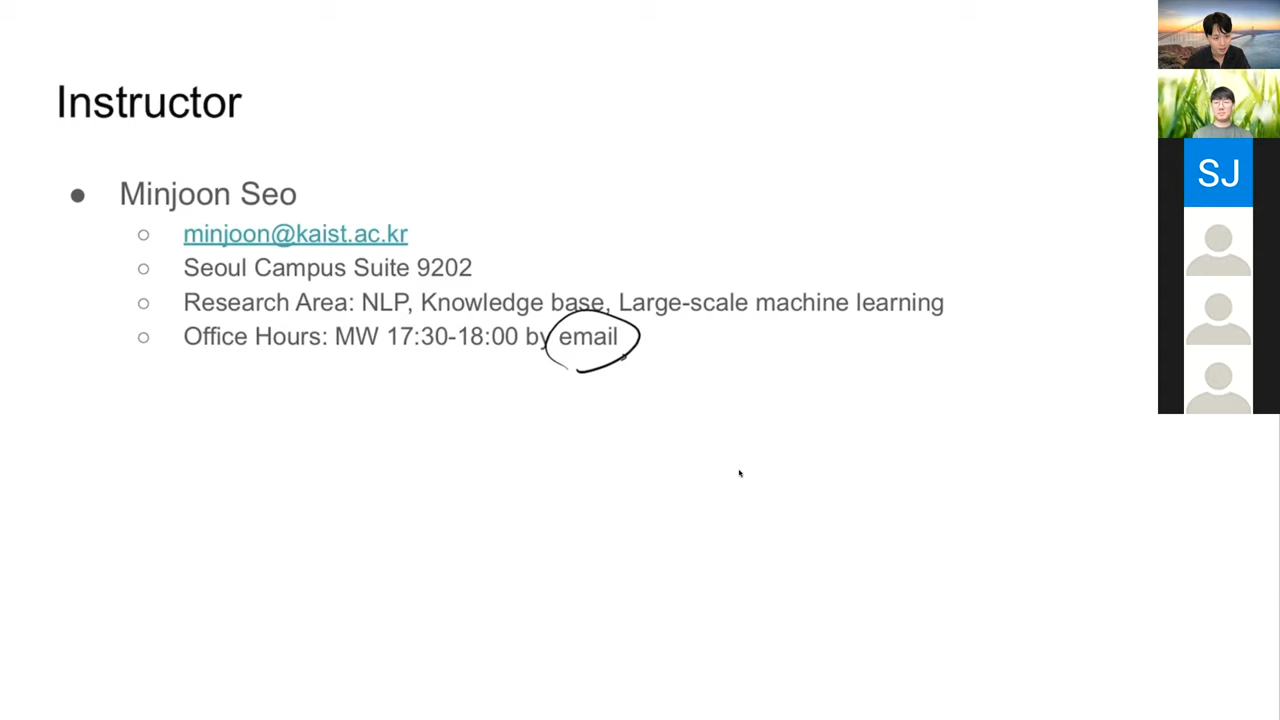 Instructor
● Minjoon Seo
○ minjoon@kaist.ac.kr
○ Seoul Campus Suite 9202
○ Research Area: NLP, Knowledge base, Large-scale machine learning
○ Office Hours: MW 17:30-18:00 by email
SJ